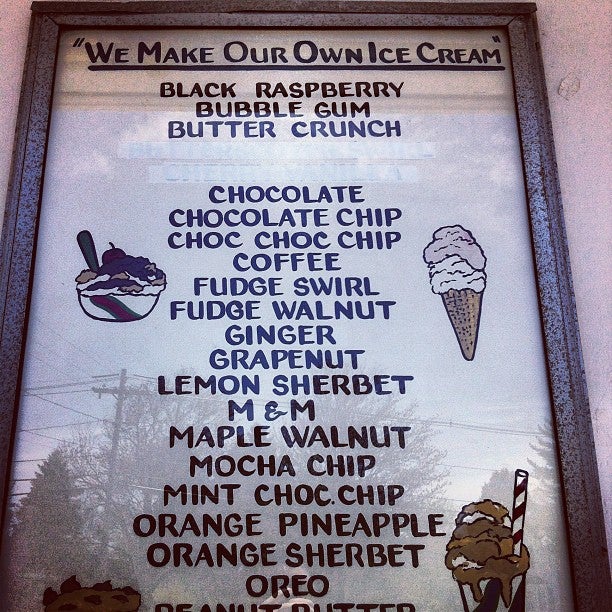 "We Make Our Own Ice Cream"
BLACK RASPBERRY
BUBBLE GUM
BUTTER CRUNCH
CHOCOLATE
CHOCOLATE CHIP
CHOC CHOC CHIP
COFFEE
FUDGE SWIRL
FUDGE WALNUT
GINGER
GRAPENUT
LEMON SHERBET
M & M
MAPLE WALNUT
MOCHA CHIP
MINT CHOC. CHIP
ORANGE PINEAPPLE
ORANGE SHERBET
OREO
PEANUT BUTTER